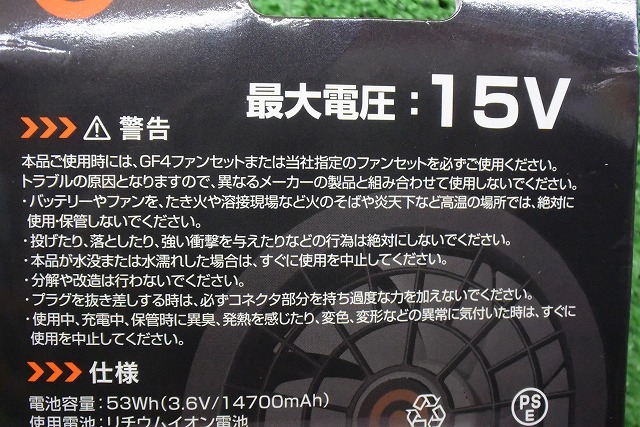 最大電圧：15V
警告
本品ご使用時には、GF4ファンセットまたは当社指定のファンセットを必ずご使用ください。
トラブルの原因となりますので、異なるメーカーの製品と組み合わせて使用しないでください。
・バッテリーやファンを、たき火や溶接現場など火のそばや炎天下など高温の場所では、絶対に
使用・保管しないでください。
・投げたり、落としたり、強い衝撃を与えたりなどの行為は絶対にしないでください。
・本品が水没または水濡れした場合は、すぐに使用を中止してください。
・分解や改造は行わないでください。
・プラグを抜き差しする時は、必ずコネクタ部分を持ち過度な力を加えないでください。
・使用中、充電中、保管時に異臭、発熱を感じたり、変色、変形などの異常に気付いた時は、すぐに
使用を中止してください。
仕様
電池容量：53Wh(3.6V/14700mAh)
使用電池：リチウムイオン電池
PS
E